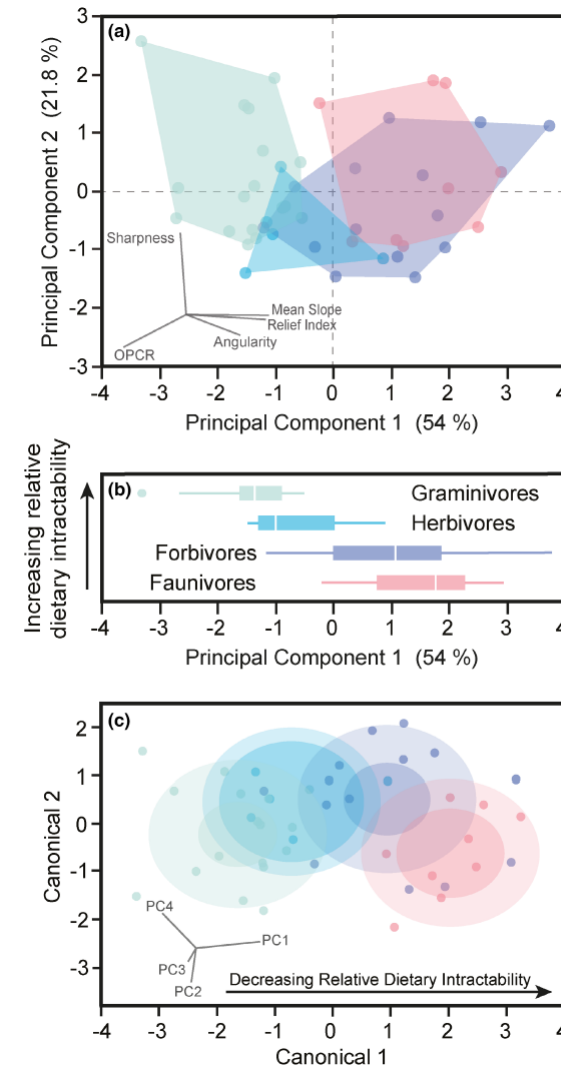 (a)
3
2
1
0
-1
-2
-3
Principal Component 2 (21.8 %)
Sharpness
Mean Slope
Relief Index
Angularity
OPCR
-4 -3 -2 -1 0 1 2 3 4
Principal Component 1 (54 %)
Increasing relative
dietary intractability
(b)
Graminivores
Herbivores
Forbivores
Faunivores
-4 -3 -2 -1 0 1 2 3 4
Principal Component 1 (54 %)
(c)
2
1
0
-1
-2
-3
Canonical 2
PC4
PC1
PC3
PC2
Decreasing Relative Dietary Intractability
-4 -3 -2 -1 0 1 2 3 4
Canonical 1